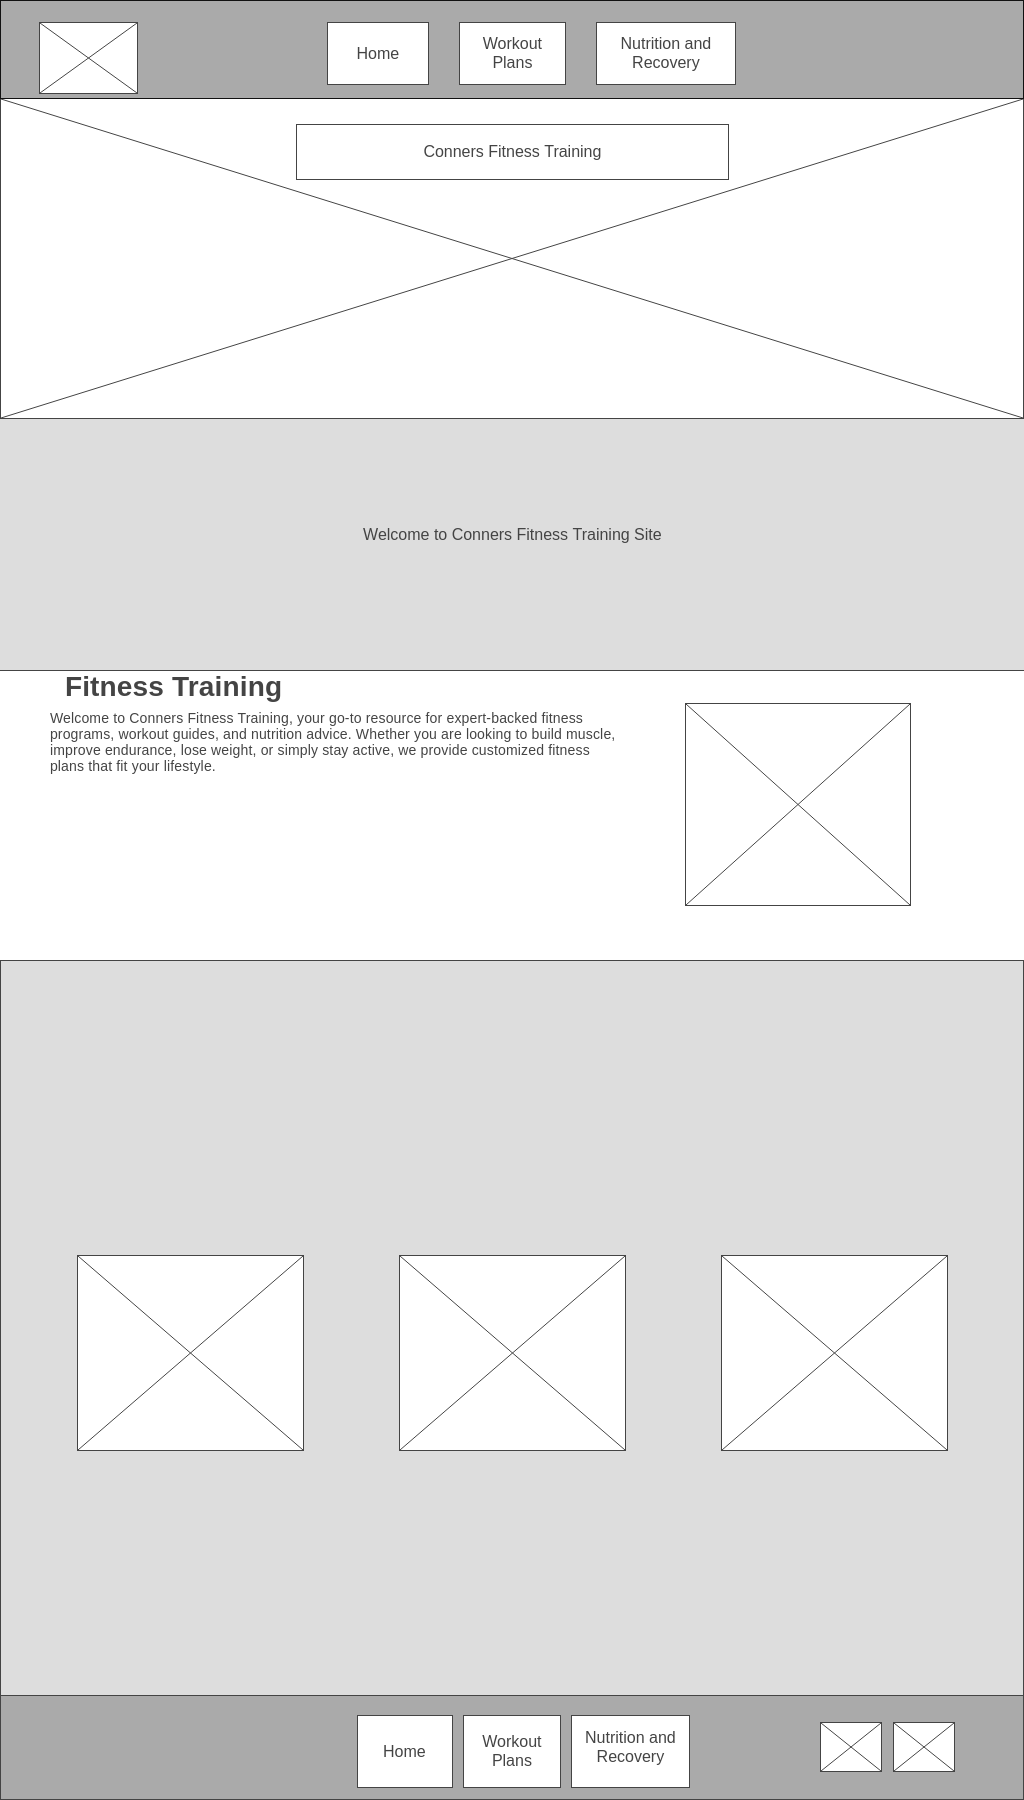 Home
Workout
Plans
Nutrition and
Recovery
Conners Fitness Training
Welcome to Conners Fitness Training Site
Fitness Training
Welcome to Conners Fitness Training, your go-to resource for expert-backed fitness
programs, workout guides, and nutrition advice. Whether you are looking to build muscle,
improve endurance, lose weight, or simply stay active, we provide customized fitness
plans that fit your lifestyle.
Home
Workout
Plans
Nutrition and
Recovery